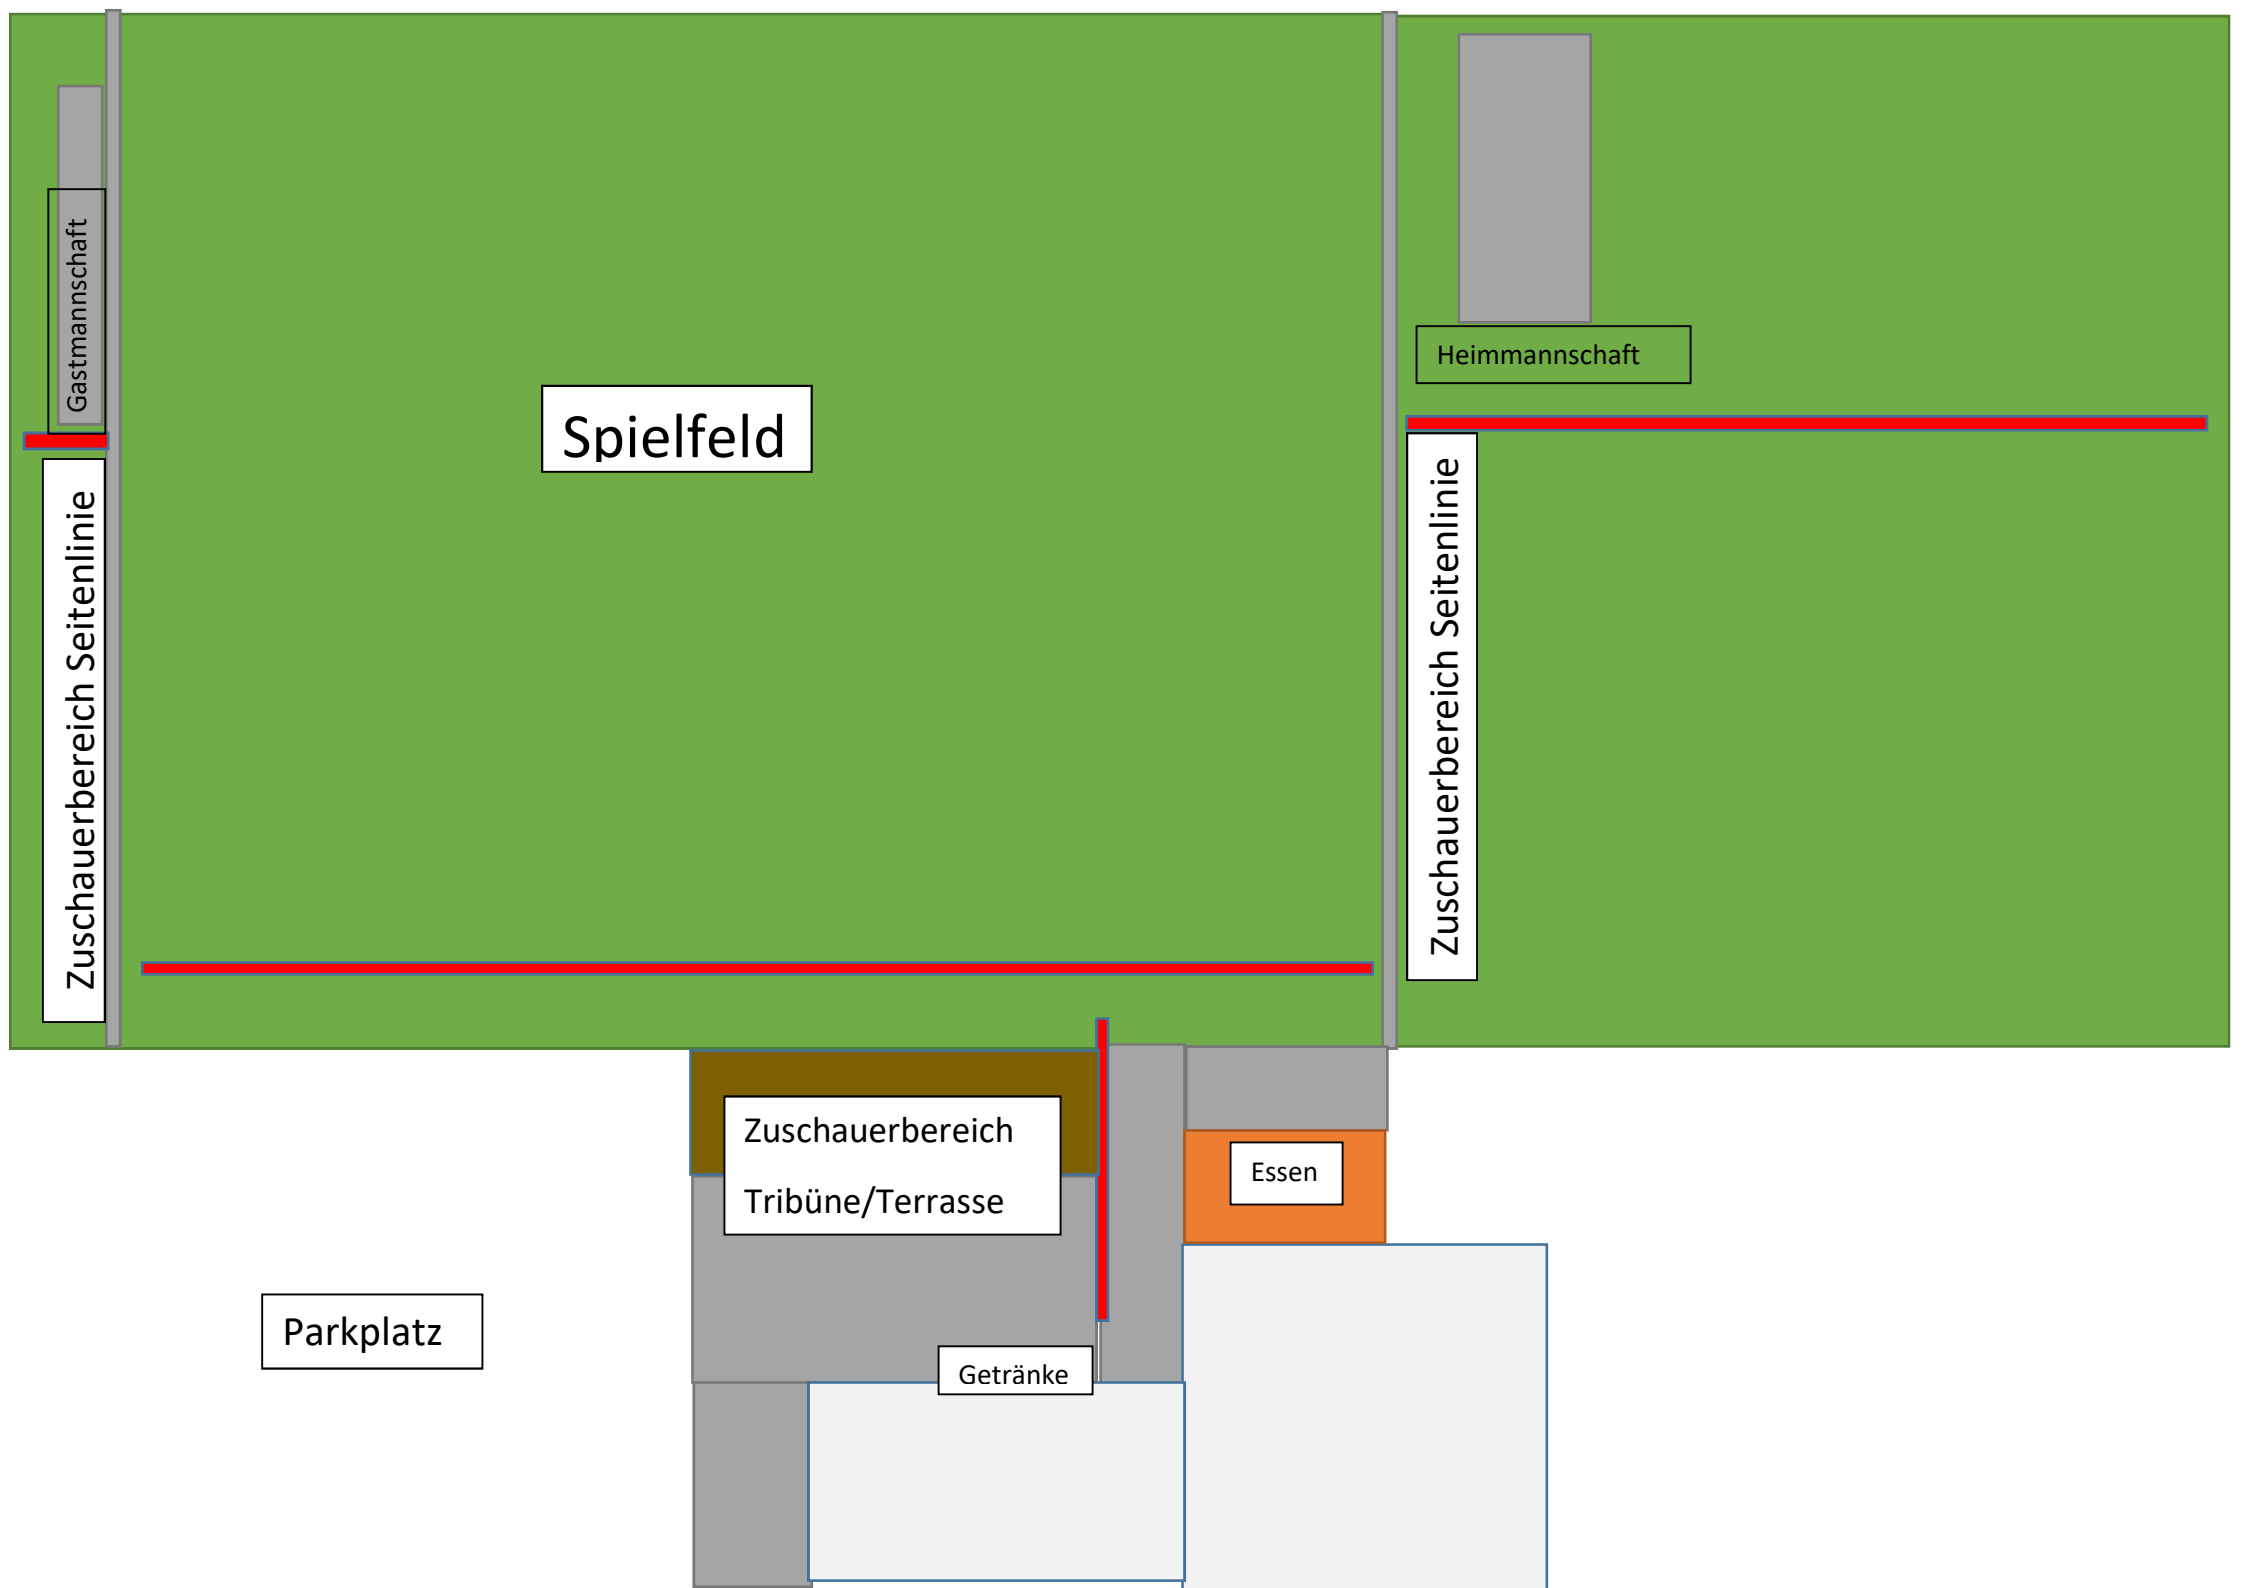 Gastmannschaft
Heimmannschaft
Spielfeld
Zuschauerbereich Seitenlinie
Zuschauerbereich Seitenlinie
Zuschauerbereich
Tribüne/Terrasse
Essen
Parkplatz
Getränke